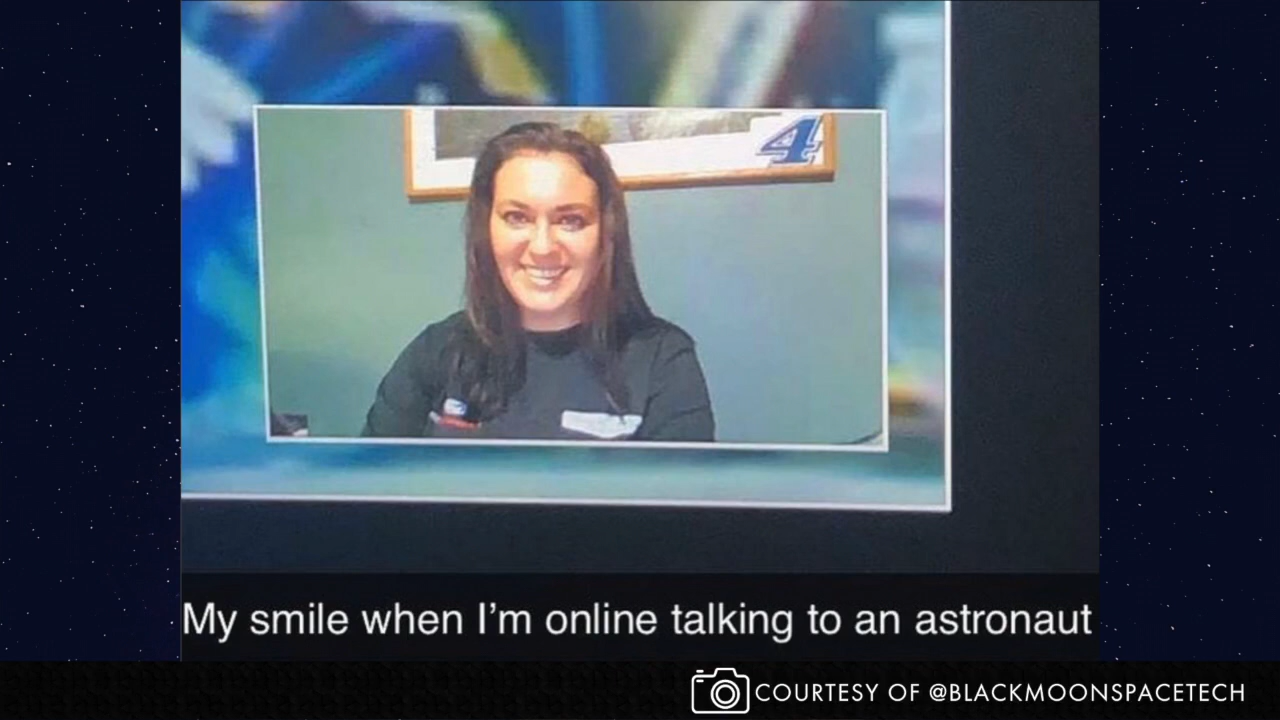 4
My smile when I'm online talking to an astronaut
COURTESY OF @BLACKMOONSPACETECH